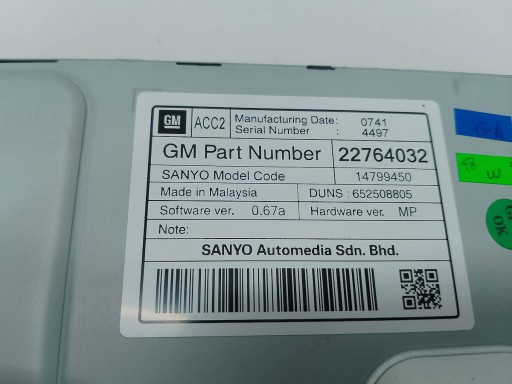 GM ACC2 Manufacturing Date: 0741
Serial Number : 4497
GM Part Number 22764032
SANYO Model Code 14799450
Made in Malaysia DUNS : 652508805
Software ver. 0.67a Hardware ver. MP
Note:
SANYO Automedia Sdn. Bhd.
W
OK